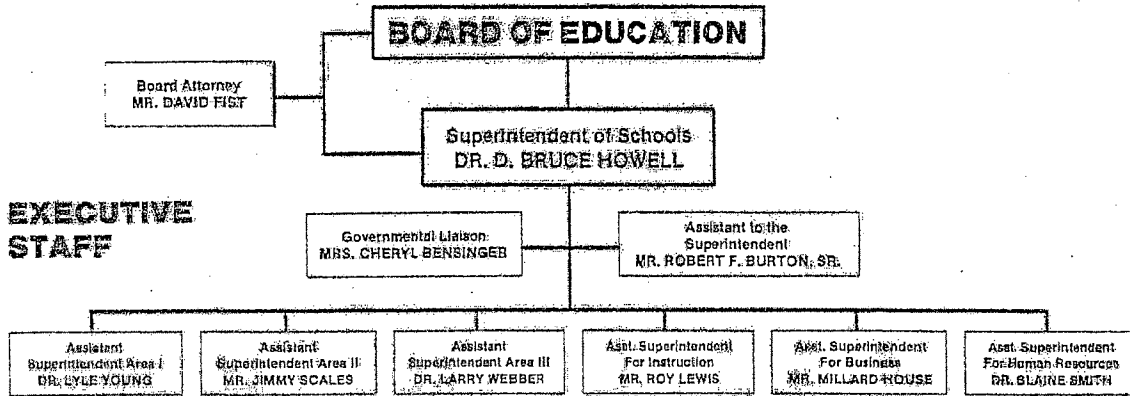 BOARD OF EDUCATION
Board Attorney
MR. DAVID FIST
Superintendent of Schools
DR. D. BRUCE HOWELL
EXECUTIVE
STAFF
Governmental Liaison
MRS. CHERYL BENSINGER
Assistant to the
Superintendent
MR. ROBERT F. BURTON, SR.
Assistant
Superintendent Area I
DR. LYLE YOUNG
Assistant
Superintendent Area II
MR. JIMMY SCALES
Assistant
Superintendent Area III
DR. LARRY WEBBER
Asst. Superintendent
For Instruction
MR. ROY LEWIS
Asst. Superintendent
For Business
MR. MILLARD HOUSE
Asst. Superintendent
For Human Resources
DR. BLAINE SMITH